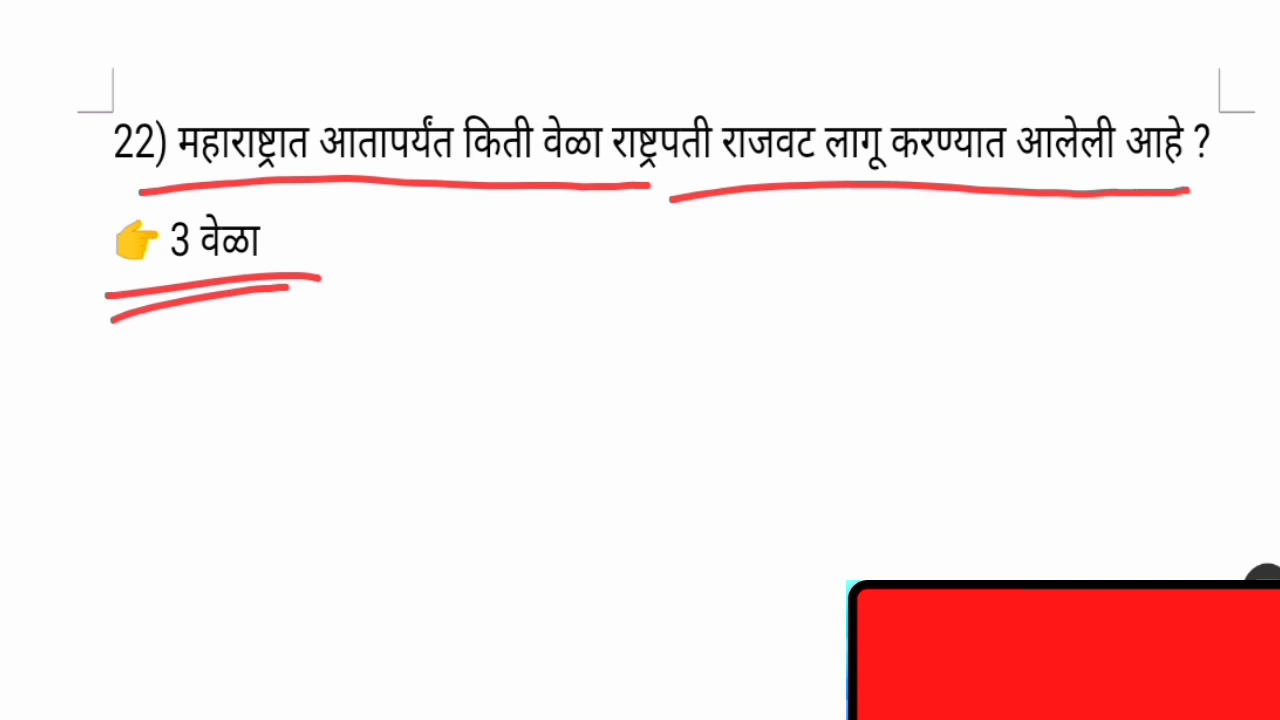 22) महाराष्ट्रात आतापर्यंत किती वेळा राष्ट्रपती राजवट लागू करण्यात आलेली आहे ?
👉 3 वेळा